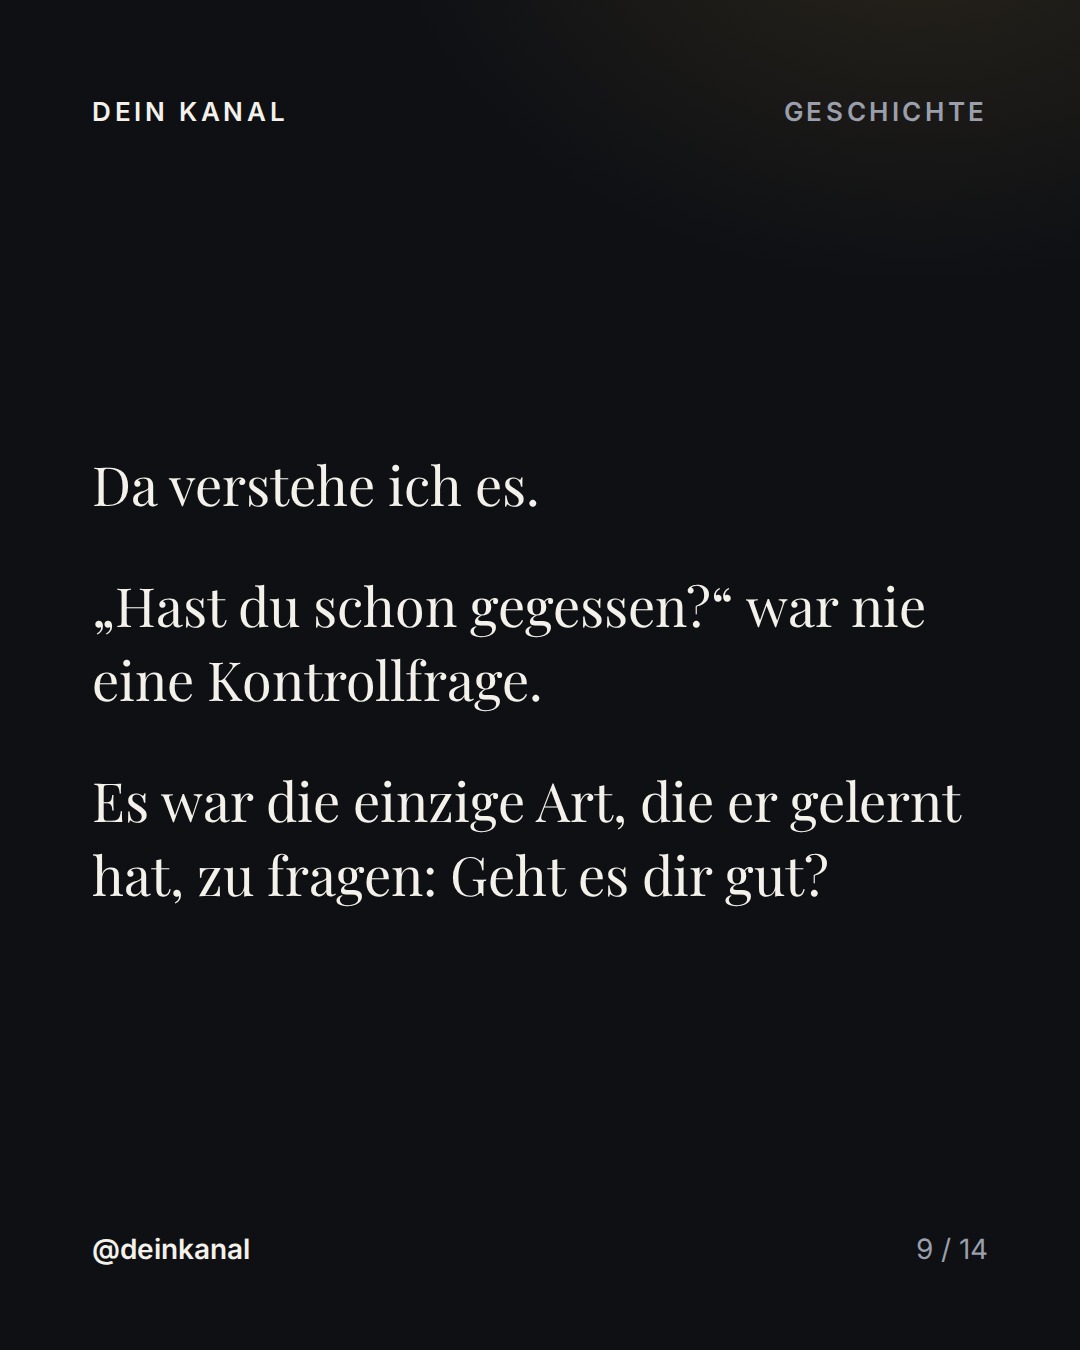 DEIN KANAL
GESCHICHTE
Da verstehe ich es.
„Hast du schon gegessen?“ war nie
eine Kontrollfrage.
Es war die einzige Art, die er gelernt
hat, zu fragen: Geht es dir gut?
@deinkanal
9 / 14